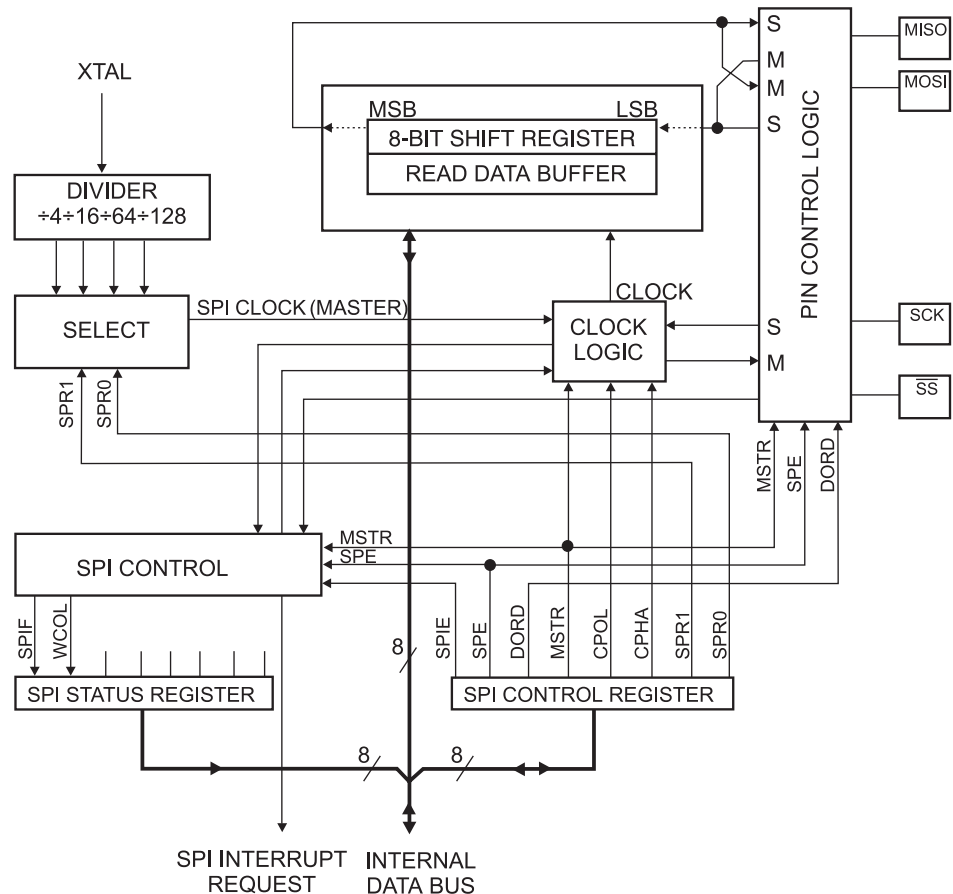 S
MISO
M
XTAL
MSB
LSB
M
MOSI
8-BIT SHIFT REGISTER
S
READ DATA BUFFER
DIVIDER
÷4÷16÷64÷128
PIN CONTROL LOGIC
SPI CLOCK (MASTER)
CLOCK
SELECT
CLOCK
LOGIC
S
SCK
M
SS
SPR1
SPR0
MSTR
SPE
DORD
MSTR
SPE
SPI CONTROL
SPIF
WCOL
8
SPIE
SPE
DORD
MSTR
CPOL
CPHA
SPR1
SPR0
SPI STATUS REGISTER
SPI CONTROL REGISTER
8
8
SPI INTERRUPT
REQUEST
INTERNAL
DATA BUS